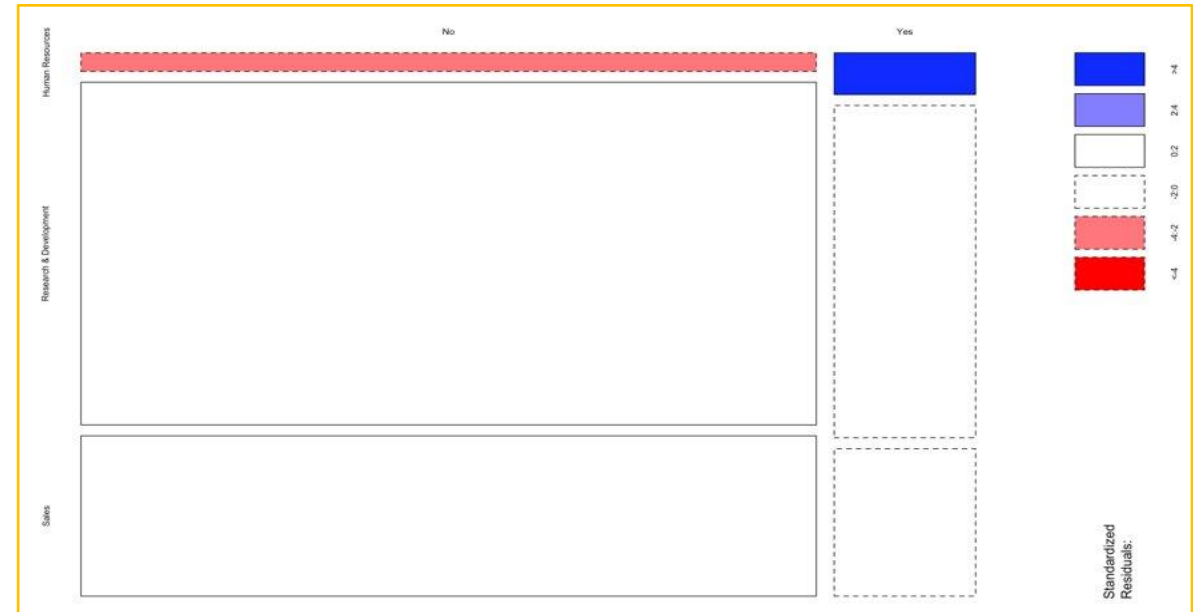 No
Yes
Human Resources
Research & Development
Sales
>4
2:4
0:2
-2:0
-4:-2
<-4
Standardized
Residuals: